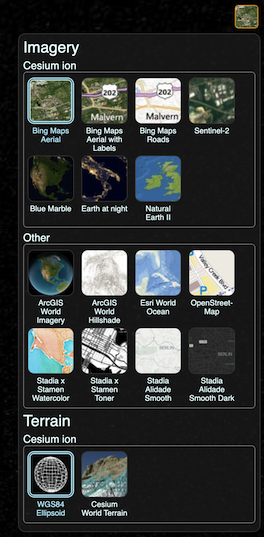 Imagery
Cesium ion
202
Malvern
202
Malvern
Bing Maps
Aerial
Bing Maps
Aerial with
Labels
Bing Maps
Roads
Sentinel-2
Blue Marble
Earth at night
Natural
Earth II
Other
Valley Creek Blvd
P
ArcGIS
World
Imagery
ArcGIS
World
Hillshade
Esri World
Ocean
OpenStreet-
Map
BERLIN
BERLIN
Stadia x
Stamen
Watercolor
Stadia x
Stamen
Toner
Stadia
Alidade
Smooth
Stadia
Alidade
Smooth Dark
Terrain
Cesium ion
WGS84
Ellipsoid
Cesium
World Terrain